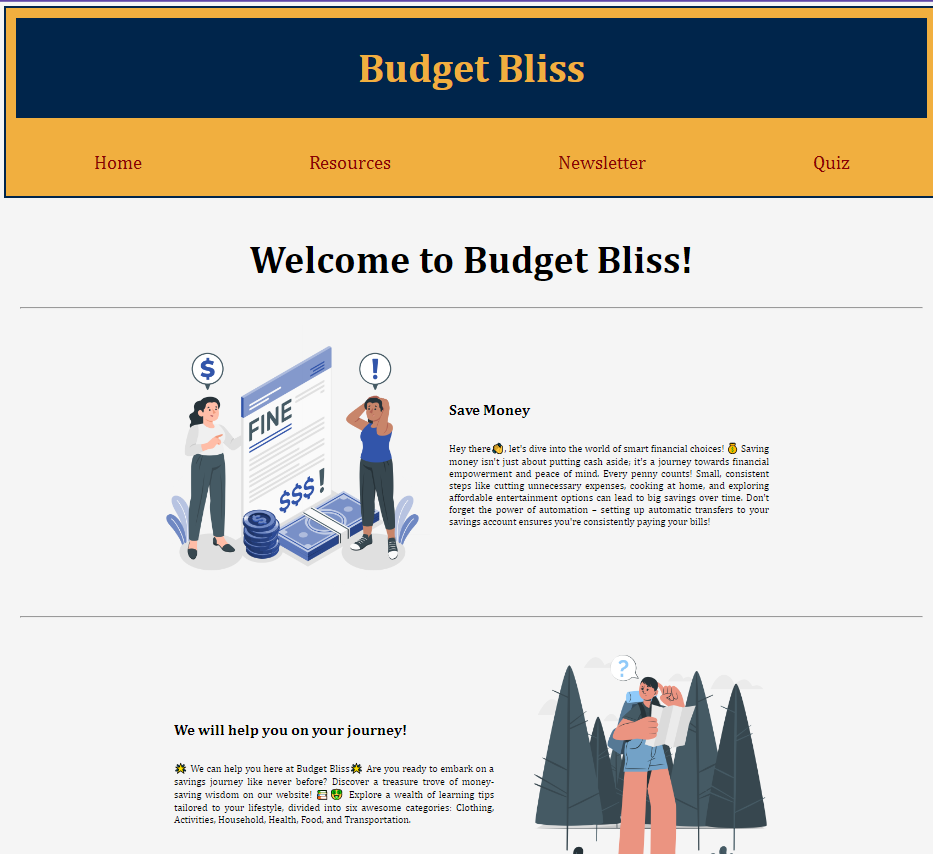 Budget Bliss
Home Resources Newsletter Quiz
Welcome to Budget Bliss!
$
!
FINE
$$$!
$
Save Money
Hey there👋, let's dive into the world of smart financial choices! 💰 Saving
money isn't just about putting cash aside; it's a journey towards financial
empowerment and peace of mind. Every penny counts! Small, consistent
steps like cutting unnecessary expenses, cooking at home, and exploring
affordable entertainment options can lead to big savings over time. Don't
forget the power of automation – setting up automatic transfers to your
savings account ensures you're consistently paying your bills!
?
We will help you on your journey!
🌟 We can help you here at Budget Bliss🌟 Are you ready to embark on a
savings journey like never before? Discover a treasure trove of money-
saving wisdom on our website! 📚🤑 Explore a wealth of learning tips
tailored to your lifestyle, divided into six awesome categories: Clothing,
Activities, Household, Health, Food, and Transportation.